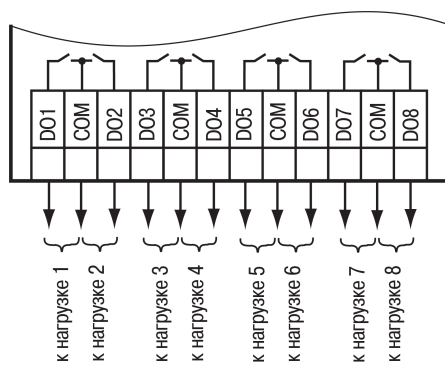 DO1
COM
DO2
DO3
COM
DO4
DO5
COM
DO6
DO7
COM
DO8
к нагрузке 1
к нагрузке 2
к нагрузке 3
к нагрузке 4
к нагрузке 5
к нагрузке 6
к нагрузке 7
к нагрузке 8